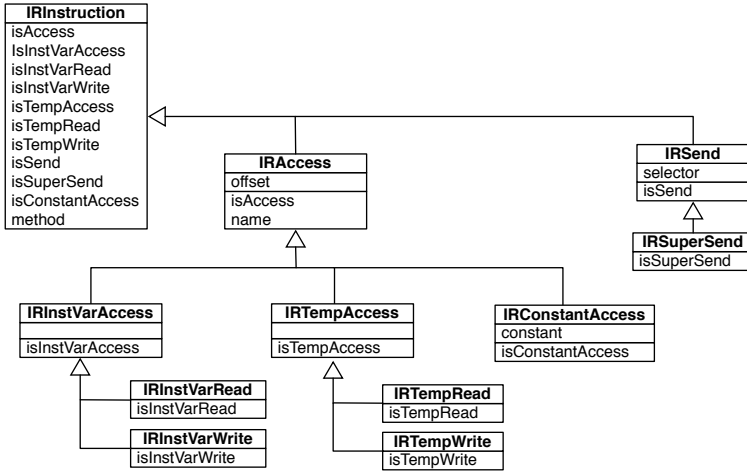 IRInstruction
isAccess
IsInstVarAccess
isInstVarRead
isInstVarWrite
isTempAccess
isTempRead
isTempWrite
isSend
isSuperSend
isConstantAccess
method
IRAccess
offset
isAccess
name
IRSend
selector
isSend
IRSuperSend
isSuperSend
IRInstVarAccess
isInstVarAccess
IRTempAccess
isTempAccess
IRConstantAccess
constant
isConstantAccess
IRInstVarRead
isInstVarRead
IRInstVarWrite
isInstVarWrite
IRTempRead
isTempRead
IRTempWrite
isTempWrite